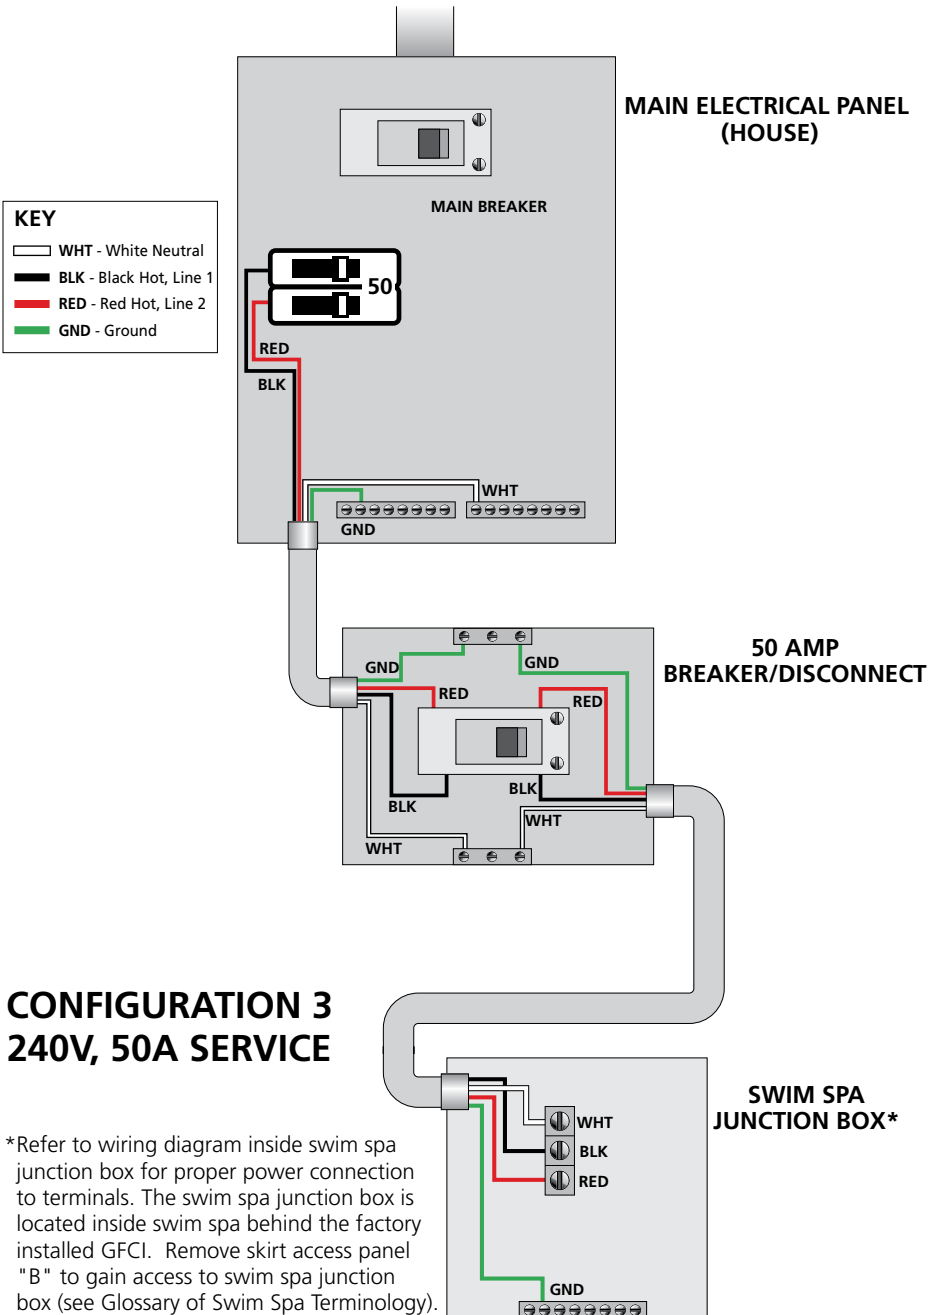 MAIN ELECTRICAL PANEL
(HOUSE)
MAIN BREAKER
KEY
WHT - White Neutral
BLK - Black Hot, Line 1
RED - Red Hot, Line 2
GND - Ground
50
RED
BLK
WHT
GND
50 AMP
BREAKER/DISCONNECT
GND
GND
RED
RED
BLK
BLK
WHT
WHT
CONFIGURATION 3
240V, 50A SERVICE
SWIM SPA
JUNCTION BOX*
WHT
BLK
RED
GND
*Refer to wiring diagram inside swim spa
junction box for proper power connection
to terminals. The swim spa junction box is
located inside swim spa behind the factory
installed GFCI. Remove skirt access panel
"B" to gain access to swim spa junction
box (see Glossary of Swim Spa Terminology).